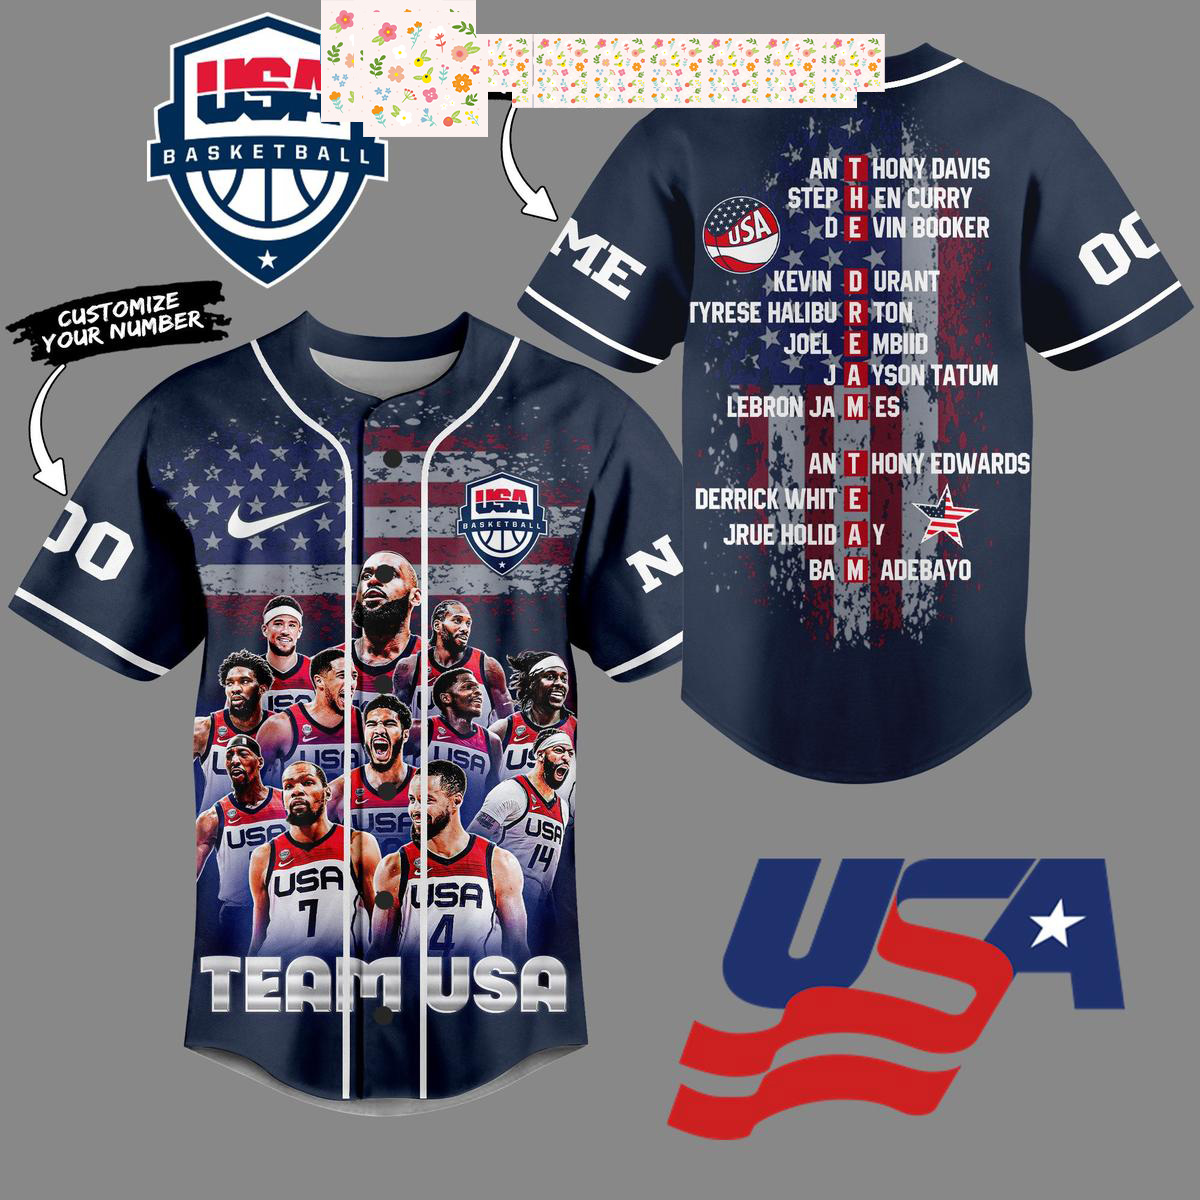 USA
BASKETBALL
CUSTOMIZE
YOUR NUMBER
ME
00
ANTHONY DAVIS
STEPHEN CURRY
DEVIN BOOKER
USA
KEVIN DURANT
TYRESE HALIBURTON
JOEL EMBIID
JAYSON TATUM
LEBRON JAMES
ANTHONY EDWARDS
DERRICK WHITE
JRUE HOLIDAY
BAM ADEBAYO
USA
BASKETBALL
00
N
USA
USA
USA
USA
14
USA
7
USA
4
TEAM USA
USA